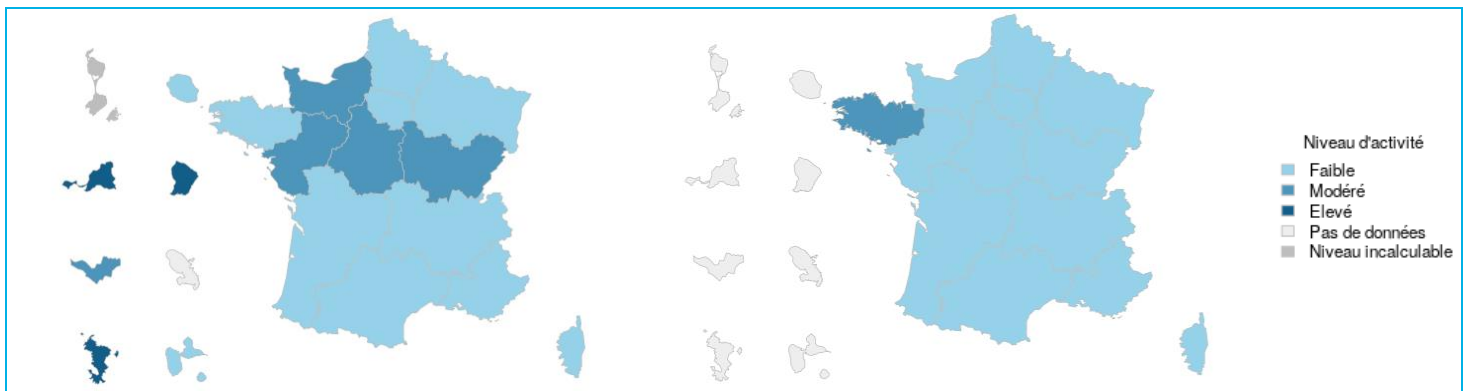 Niveau d'activité
Faible
Modéré
Elevé
Pas de données
Niveau incalculable